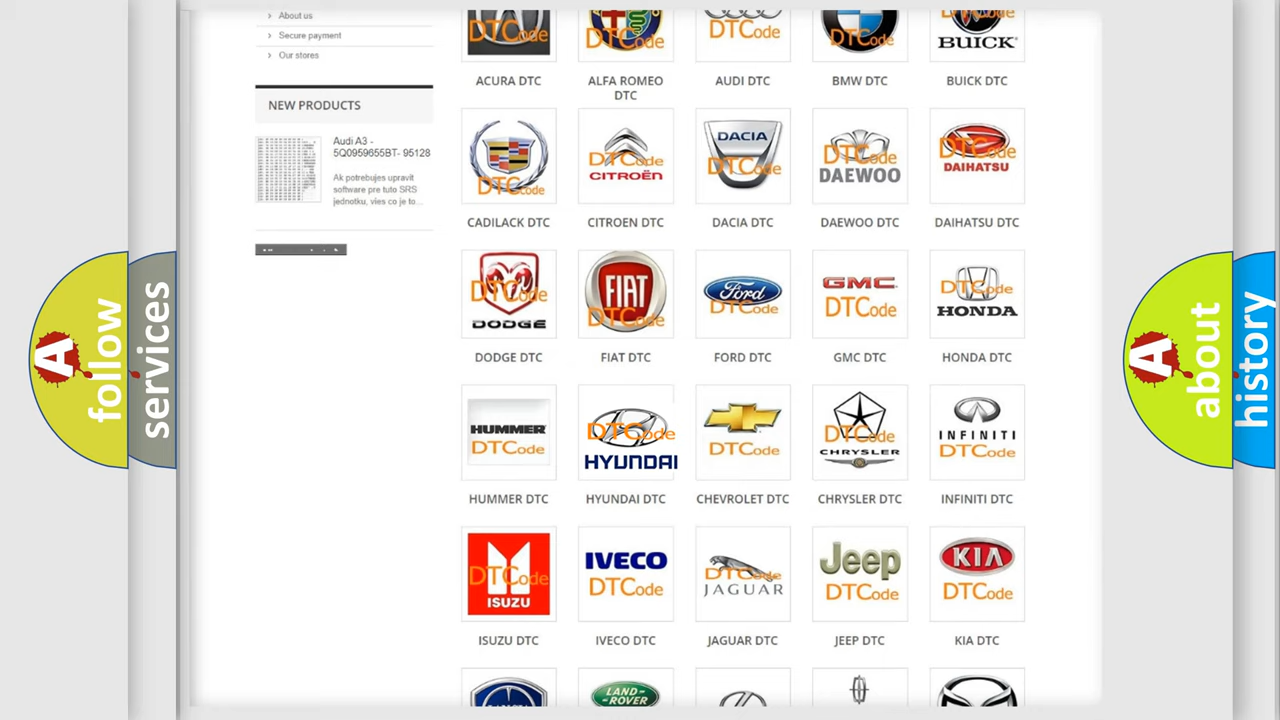 About us
Secure payment
Our stores
NEW PRODUCTS
Audi A3 -
5Q0959655BT- 95128
Ak potrebujes upravit
software pre tuto SRS
jednotku, vies co je to...
DTCode
DTCode
DTCode
DTCode
BUICK
ACURA DTC
ALFA ROMEO
DTC
AUDI DTC
BMW DTC
BUICK DTC
DTCode
DTCode
CITROËN
DACIA
DTCode
DTCode
DAEWOO
DTCode
DAIHATSU
CADILACK DTC
CITROEN DTC
DACIA DTC
DAEWOO DTC
DAIHATSU DTC
DTCode
DODGE
FIAT
DTCode
Ford
DTCode
GMC
DTCode
DTCode
HONDA
DODGE DTC
FIAT DTC
FORD DTC
GMC DTC
HONDA DTC
HUMMER
DTCode
DTCode
HYUNDAI
DTCode
DTCode
CHRYSLER
INFINITI
DTCode
HUMMER DTC
HYUNDAI DTC
CHEVROLET DTC
CHRYSLER DTC
INFINITI DTC
DTCode
ISUZU
IVECO
DTCode
DTCode
JAGUAR
Jeep
DTCode
KIA
DTCode
ISUZU DTC
IVECO DTC
JAGUAR DTC
JEEP DTC
KIA DTC
LAND-
ROVER
A
follow
services
A
about
history